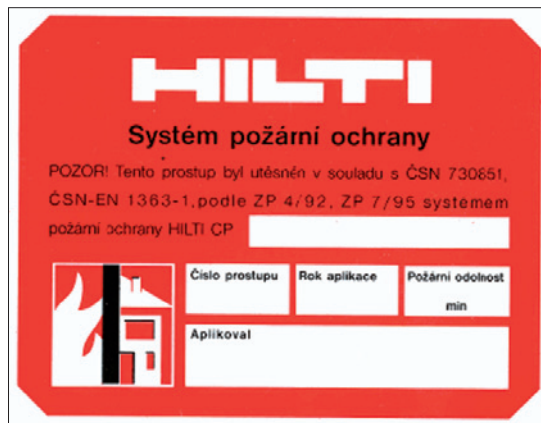 HILTI
Systém požární ochrany
POZOR! Tento prostup byl utěsněn v souladu s ČSN 730851,
ČSN-EN 1363-1,podle ZP 4/92, ZP 7/95 systémem
požární ochrany HILTI CP
Číslo prostupu Rok aplikace Požární odolnost
min
Aplikoval